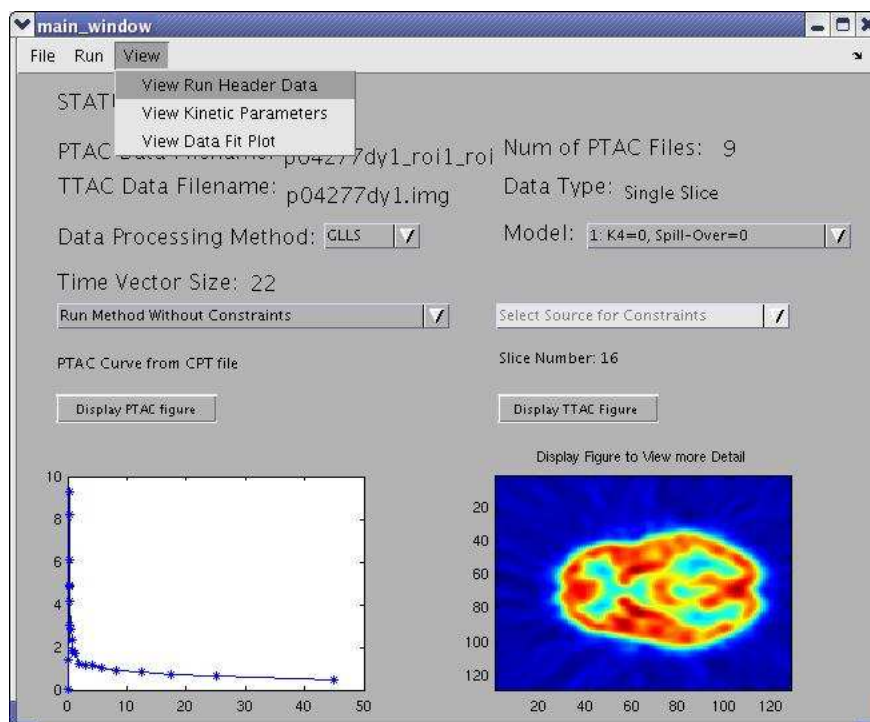 main_window
File Run View
View Run Header Data
View Kinetic Parameters
View Data Fit Plot
p04277dy1_roi1_roi
Num of PTAC Files: 9
TTAC Data Filename: p04277dy1.img
Data Type: Single Slice
Data Processing Method: GLLS
Model: 1: K4=0, Spill-Over=0
Time Vector Size: 22
Run Method Without Constraints
Select Source for Constraints
PTAC Curve from CPT file
Slice Number: 16
Display PTAC figure
Display TTAC Figure
Display Figure to View more Detail
10
8
6
4
2
0
0 10 20 30 40 50
20
40
60
80
100
120
20 40 60 80 100 120